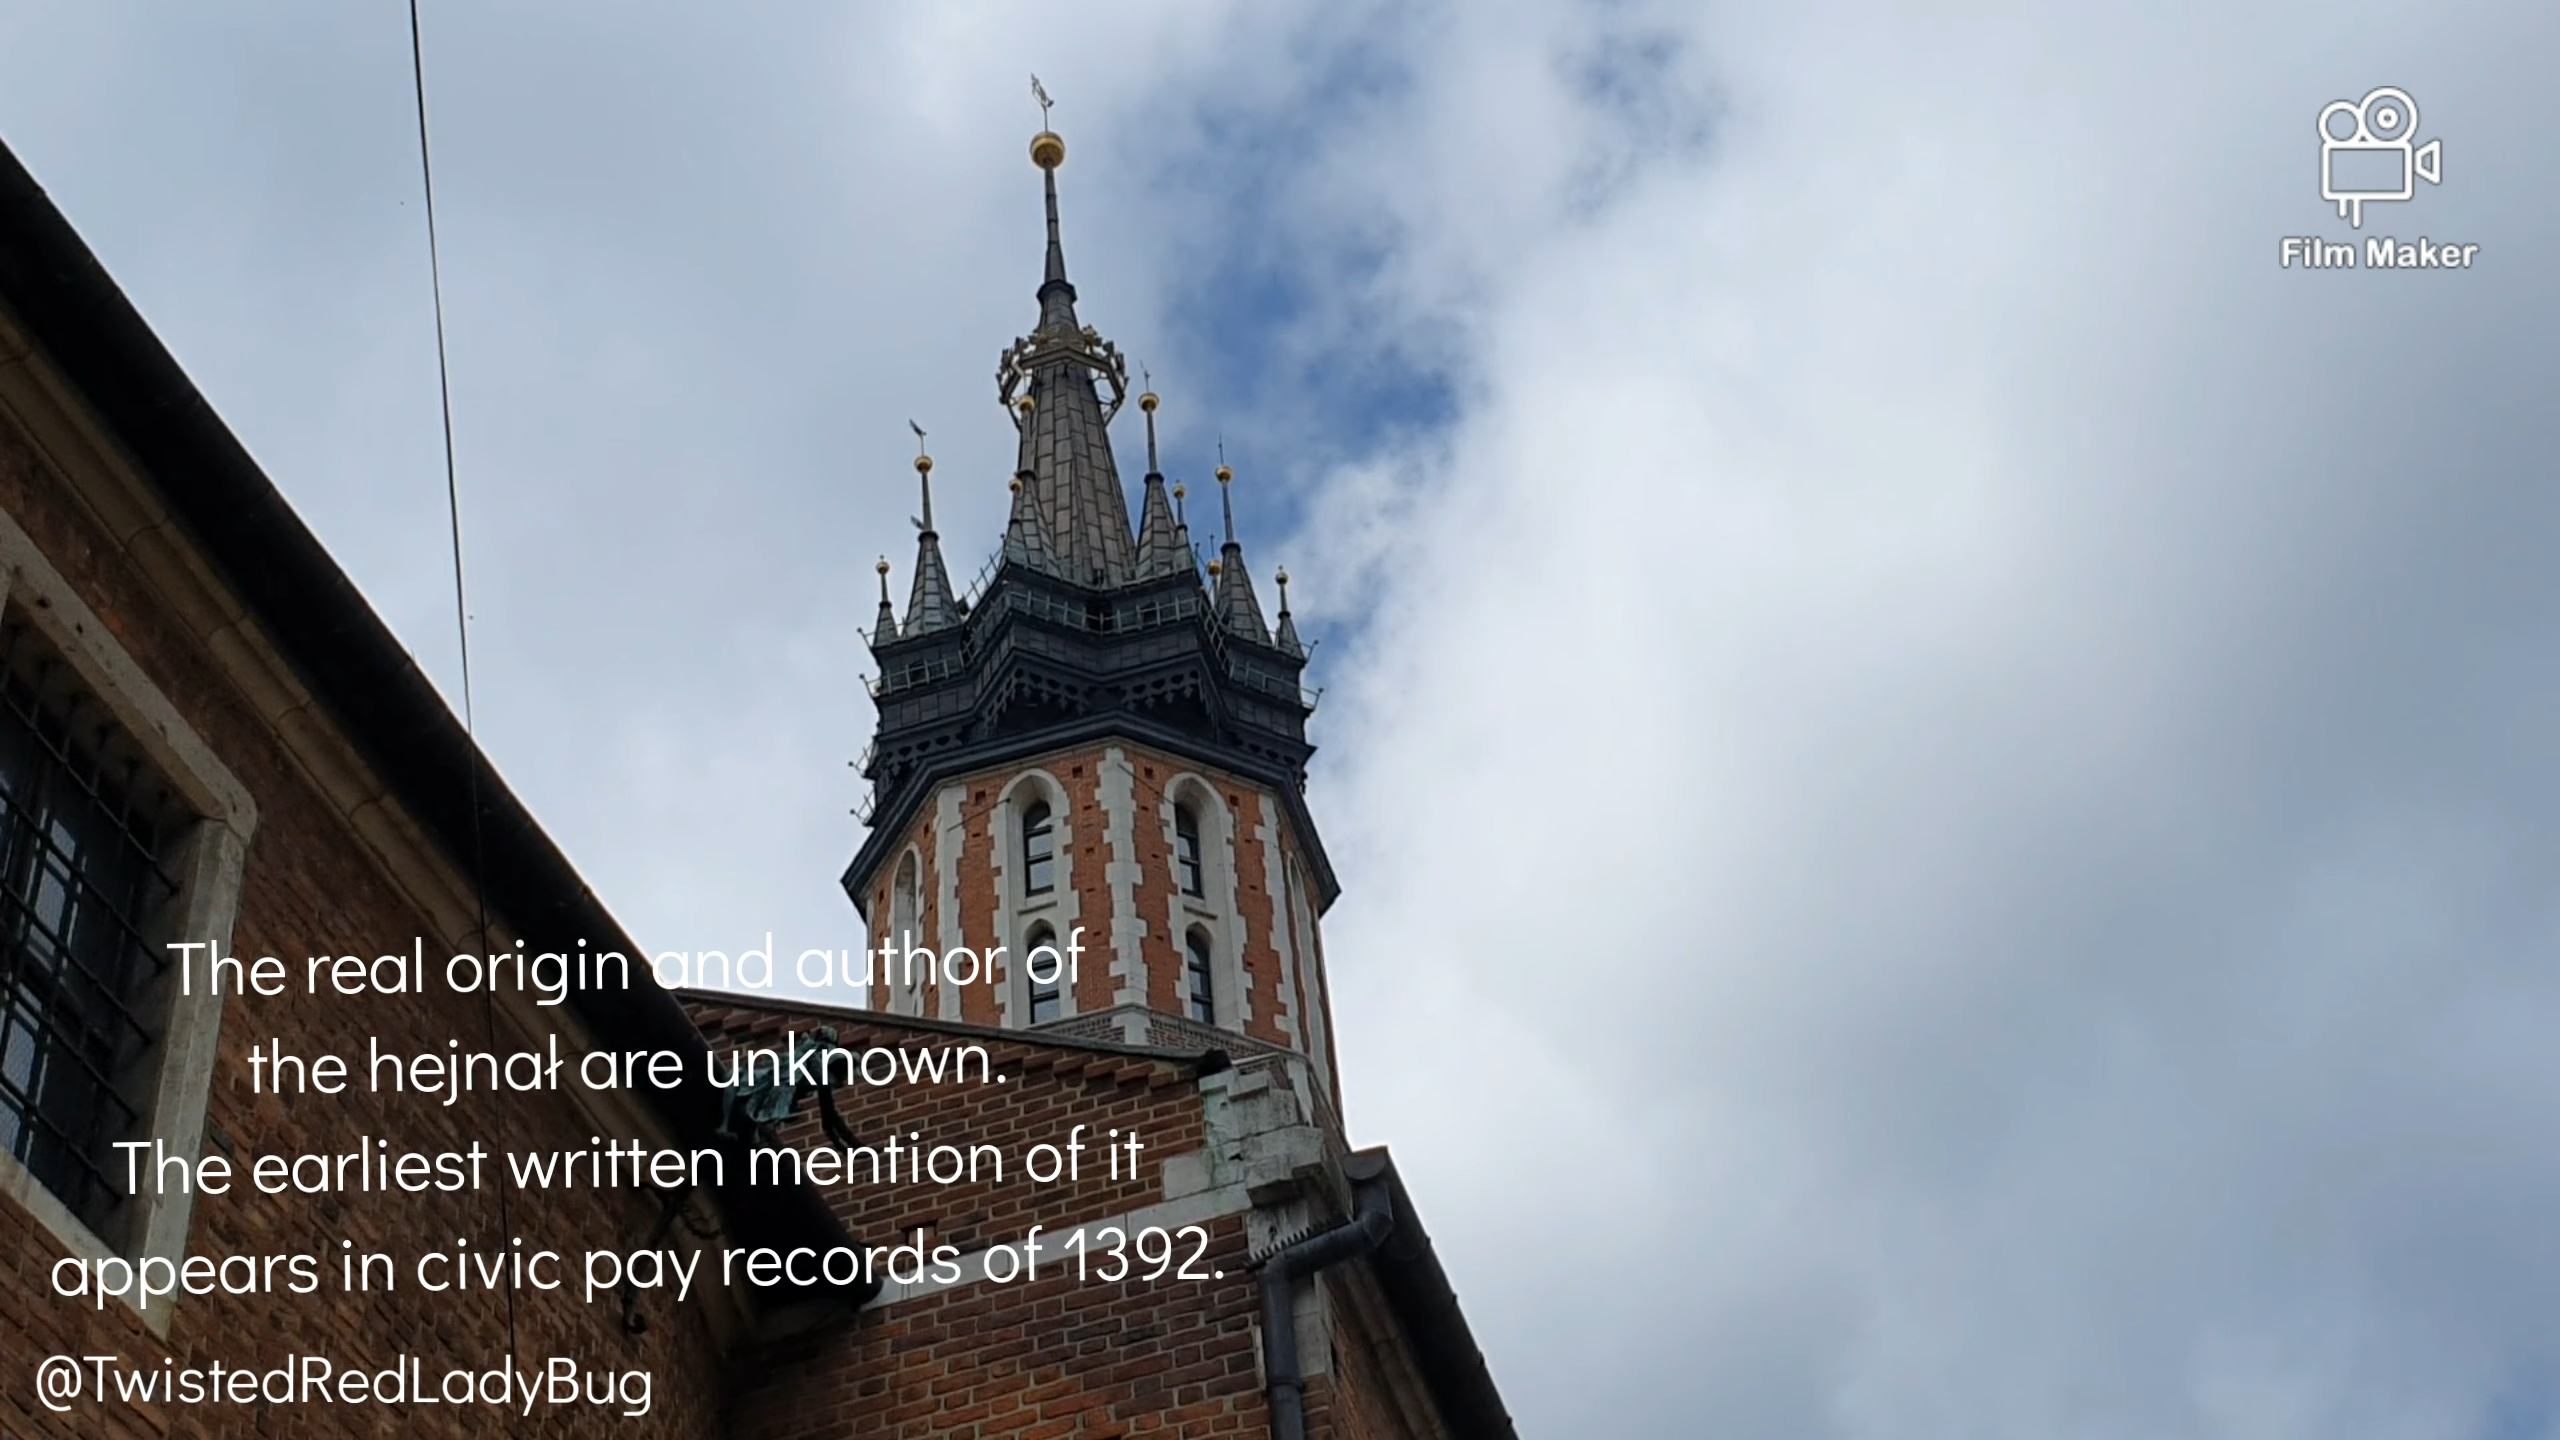 Film Maker
The real origin and author of
the hejnał are unknown.
The earliest written mention of it
appears in civic pay records of 1392.
@TwistedRedLadyBug